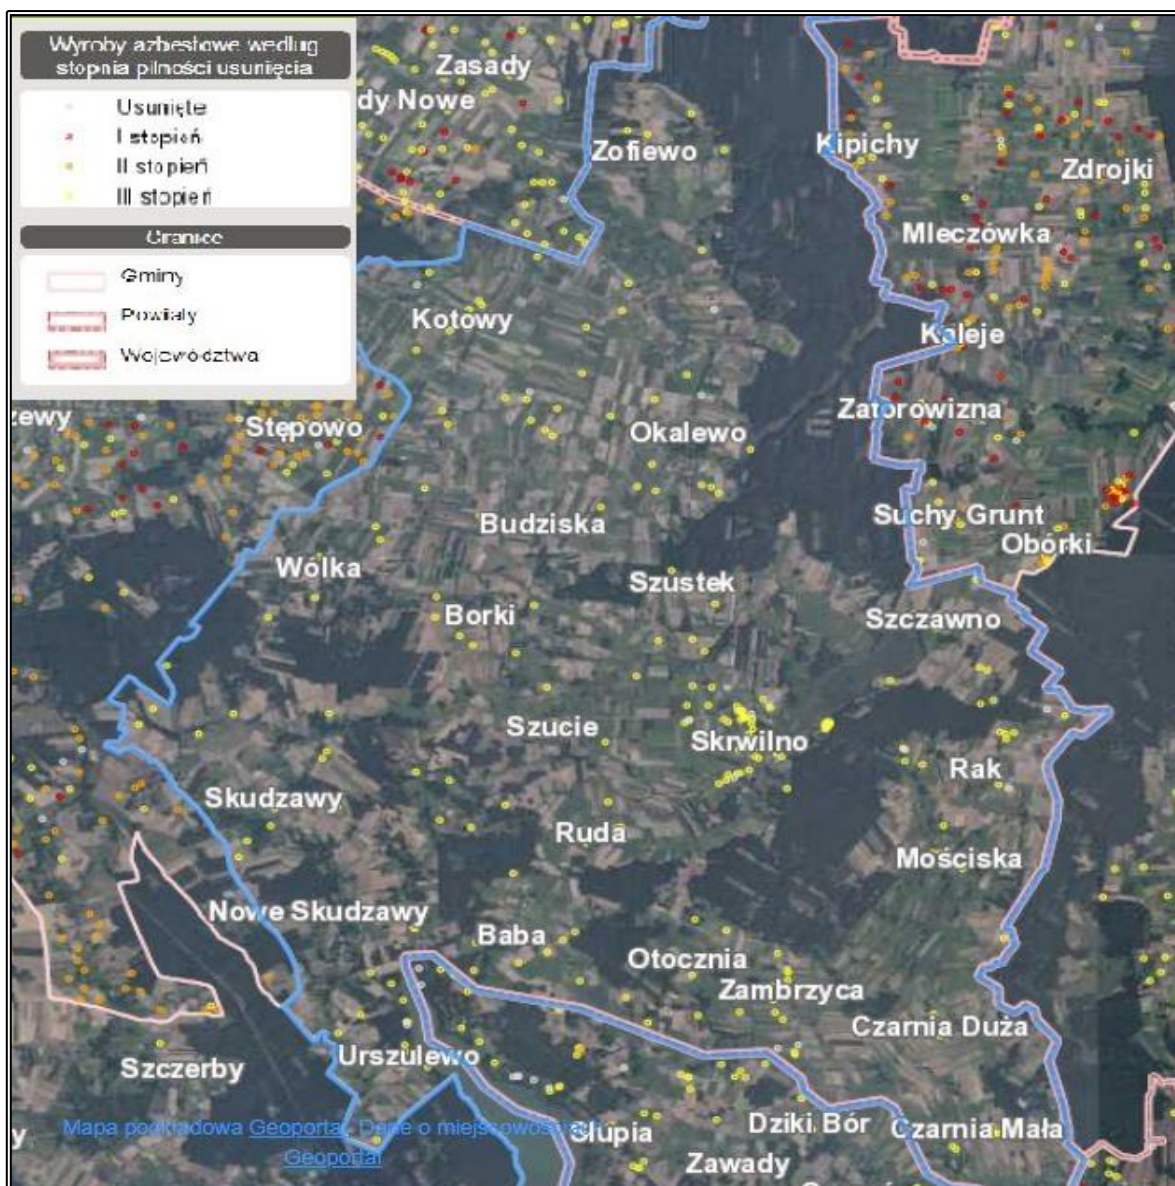 Wyroby azbestowe według
stopnia pilności usunięcia
Usunięte
I stopień
II stopień
III stopień
Granice
Gminy
Powiaty
Województwa
Zasady
dy Nowe
Zofiewo
Kipichy
Zdrojki
Mleczówka
Kotowy
Koleje
zewy
Stępowo
Okalewo
Zatorowizna
Budziska
Suchy Grunt
Obórki
Wólka
Szustek
Borki
Szczawno
Szucie
Skrwilno
Rak
Skudzawy
Ruda
Mościska
Nowe Skudzawy
Baba
Otocznia
Zambrzyca
Czarnia Duża
Urszulewo
Szczerby
Mapa podkładowa Geoportal, Dane o miejscowościach
Geoportal
y
Słupia
Dziki Bór
Czarnia Mała
Zawady